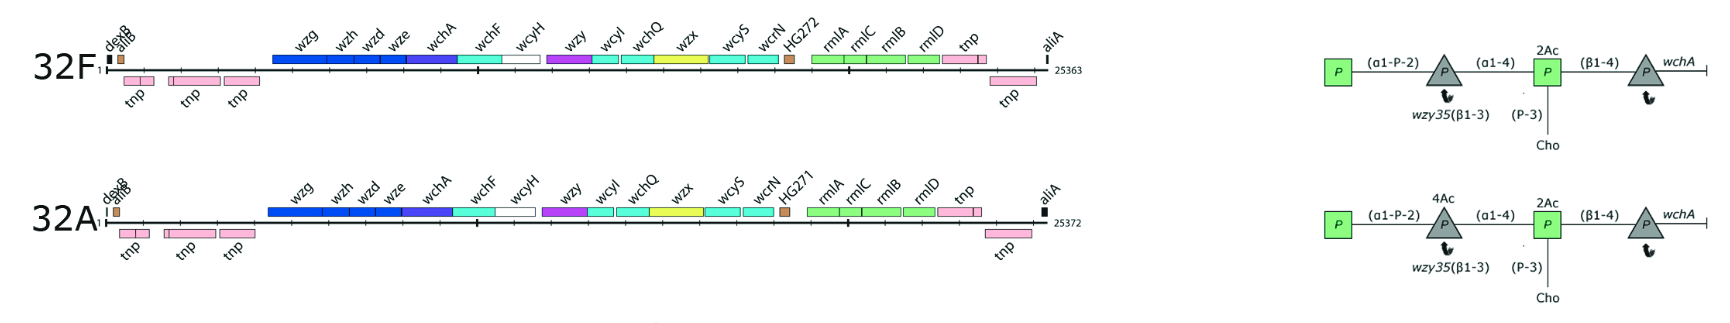 dexB aliB wzg wzh wzd wze wchA wchF wcyH wzy wcyI wchQ wzx wcyS wcrN HG272 rmlA rmlC rmlB rmlD tnp aliA
32F 1 25363
tnp tnp tnp tnp
2Ac
P (α1-P-2) P (α1-4) P (β1-4) P wchA
wzy35(β1-3) (P-3)
Cho
dexB aliB wzg wzh wzd wze wchA wchF wcyH wzy wcyI wchQ wzx wcyS wcrN HG271 rmlA rmlC rmlB rmlD tnp aliA
32A 1 25372
tnp tnp tnp tnp
4Ac 2Ac
P (α1-P-2) P (α1-4) P (β1-4) P wchA
wzy35(β1-3) (P-3)
Cho